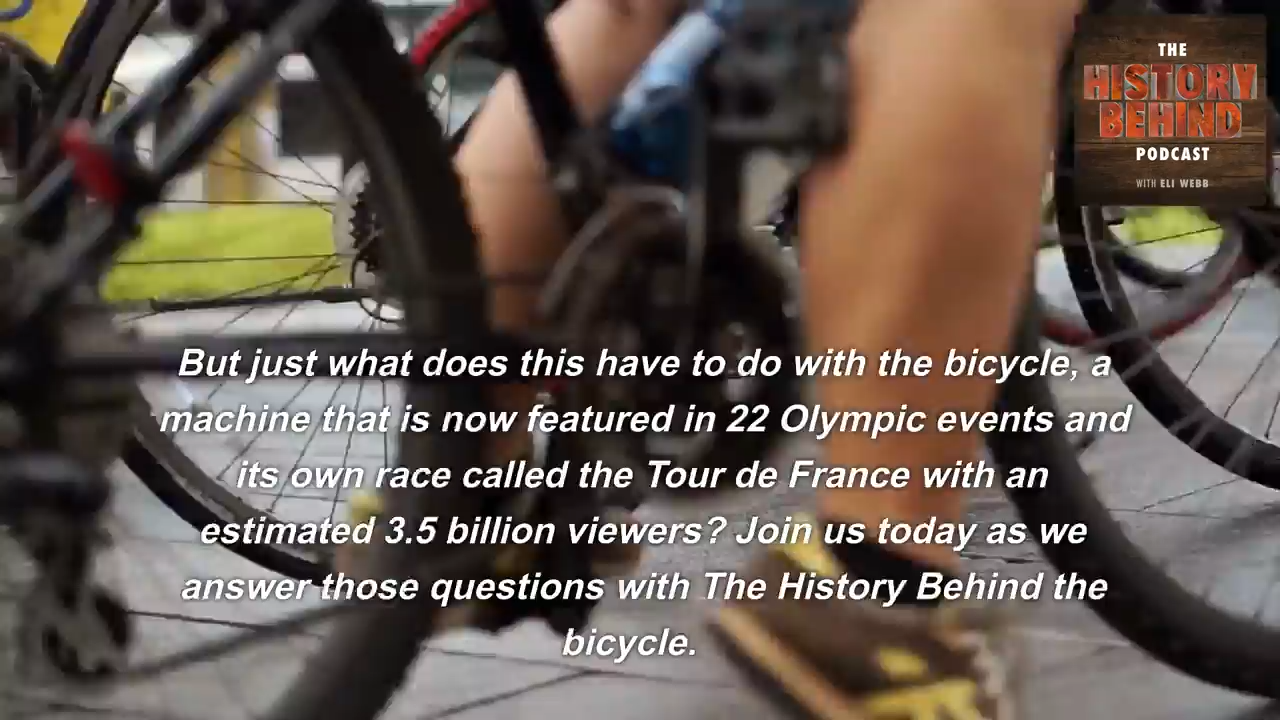 THE
HISTORY
BEHIND
PODCAST
WITH ELI WEBB
But just what does this have to do with the bicycle, a
machine that is now featured in 22 Olympic events and
its own race called the Tour de France with an
estimated 3.5 billion viewers? Join us today as we
answer those questions with The History Behind the
bicycle.